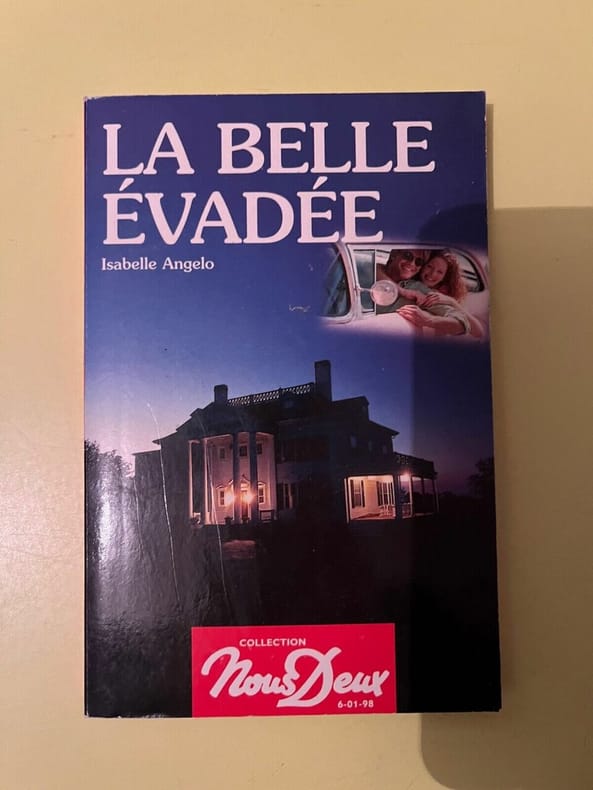 LA BELLE
ÉVADÉE
Isabelle Angelo
COLLECTION
Nous Deux
6-01-98